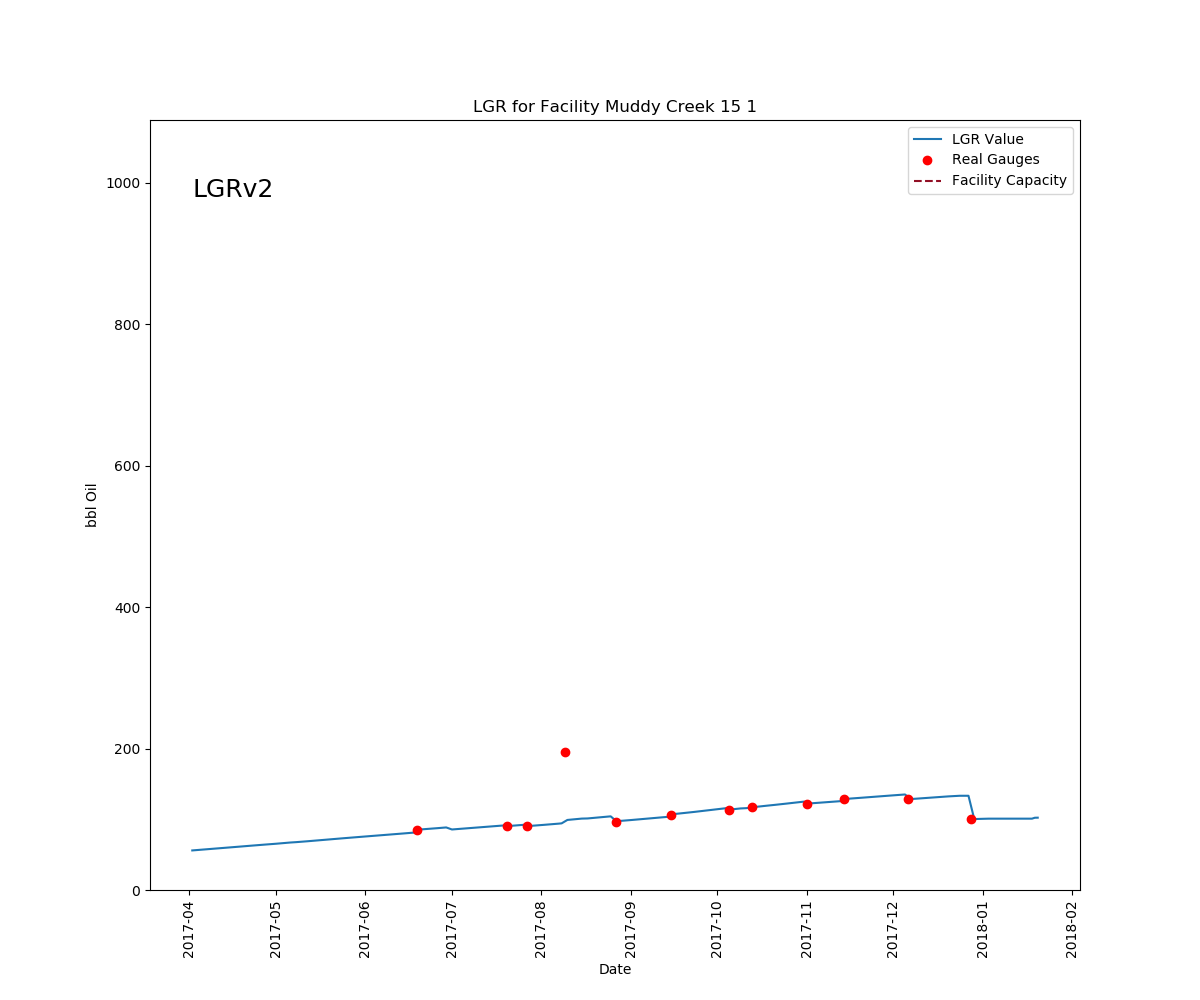 LGR for Facility Muddy Creek 15 1
LGRv2
LGR Value
Real Gauges
Facility Capacity
1000
800
600
400
200
0
bbl Oil
2017-04
2017-05
2017-06
2017-07
2017-08
2017-09
2017-10
2017-11
2017-12
2018-01
2018-02
Date